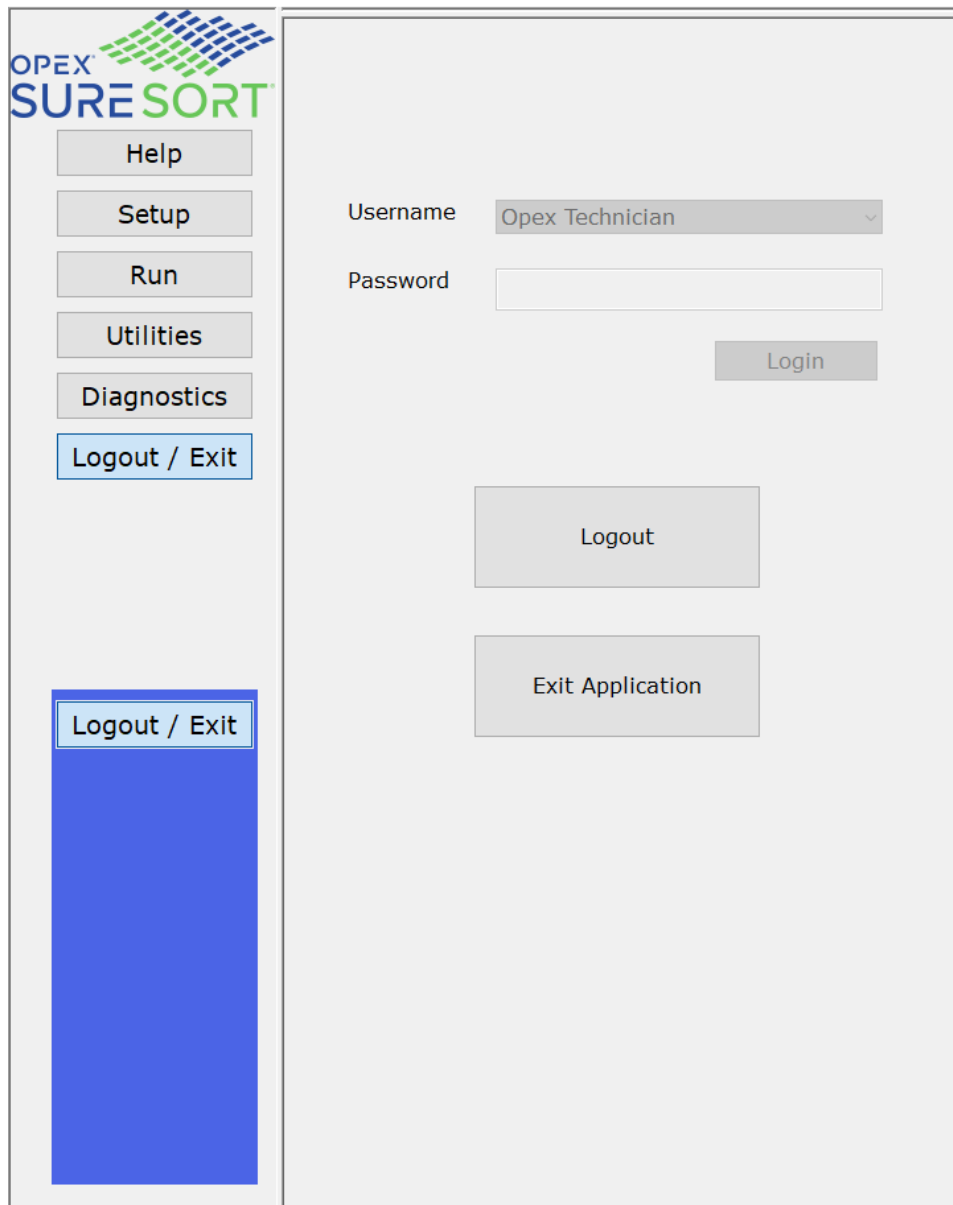 OPEX
SURESORT
Help
Setup
Run
Utilities
Diagnostics
Logout / Exit
Logout / Exit
Username
Opex Technician
Password
Login
Logout
Exit Application